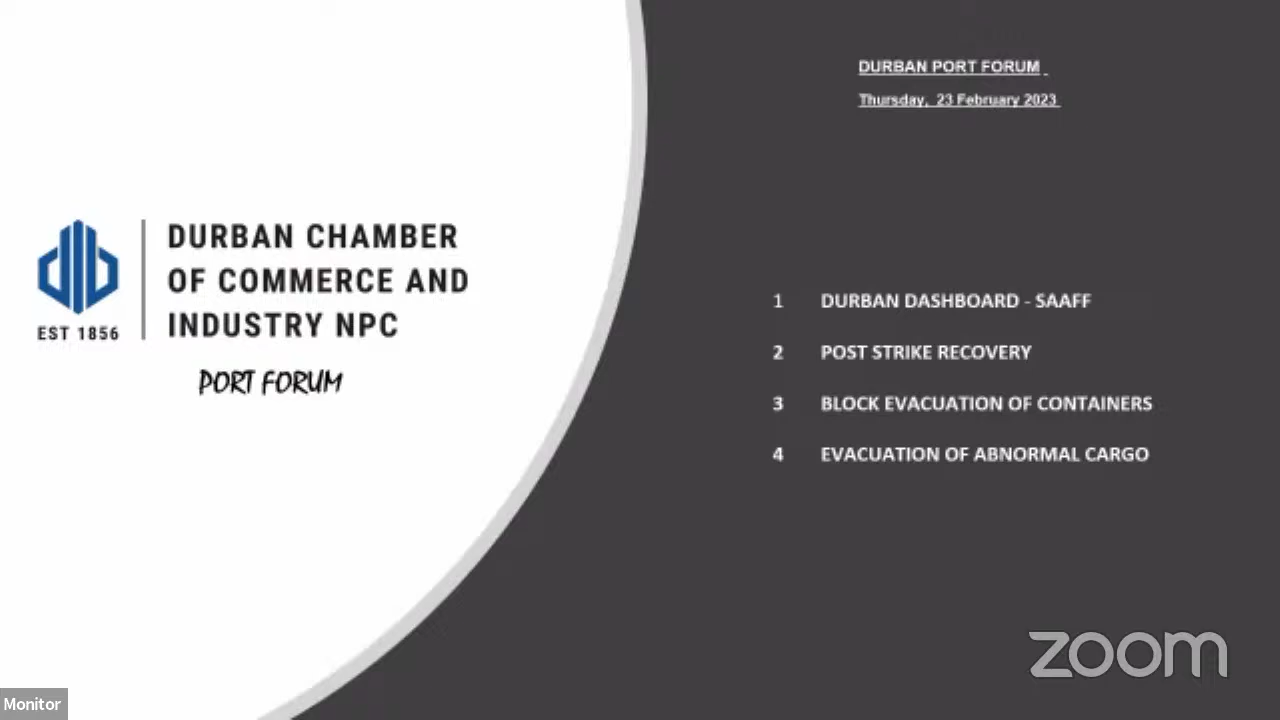 DURBAN PORT FORUM
Thursday, 23 February 2023
DURBAN CHAMBER
OF COMMERCE AND
INDUSTRY NPC
EST 1856
PORT FORUM
1 DURBAN DASHBOARD - SAAFF
2 POST STRIKE RECOVERY
3 BLOCK EVACUATION OF CONTAINERS
4 EVACUATION OF ABNORMAL CARGO
zoom
Monitor